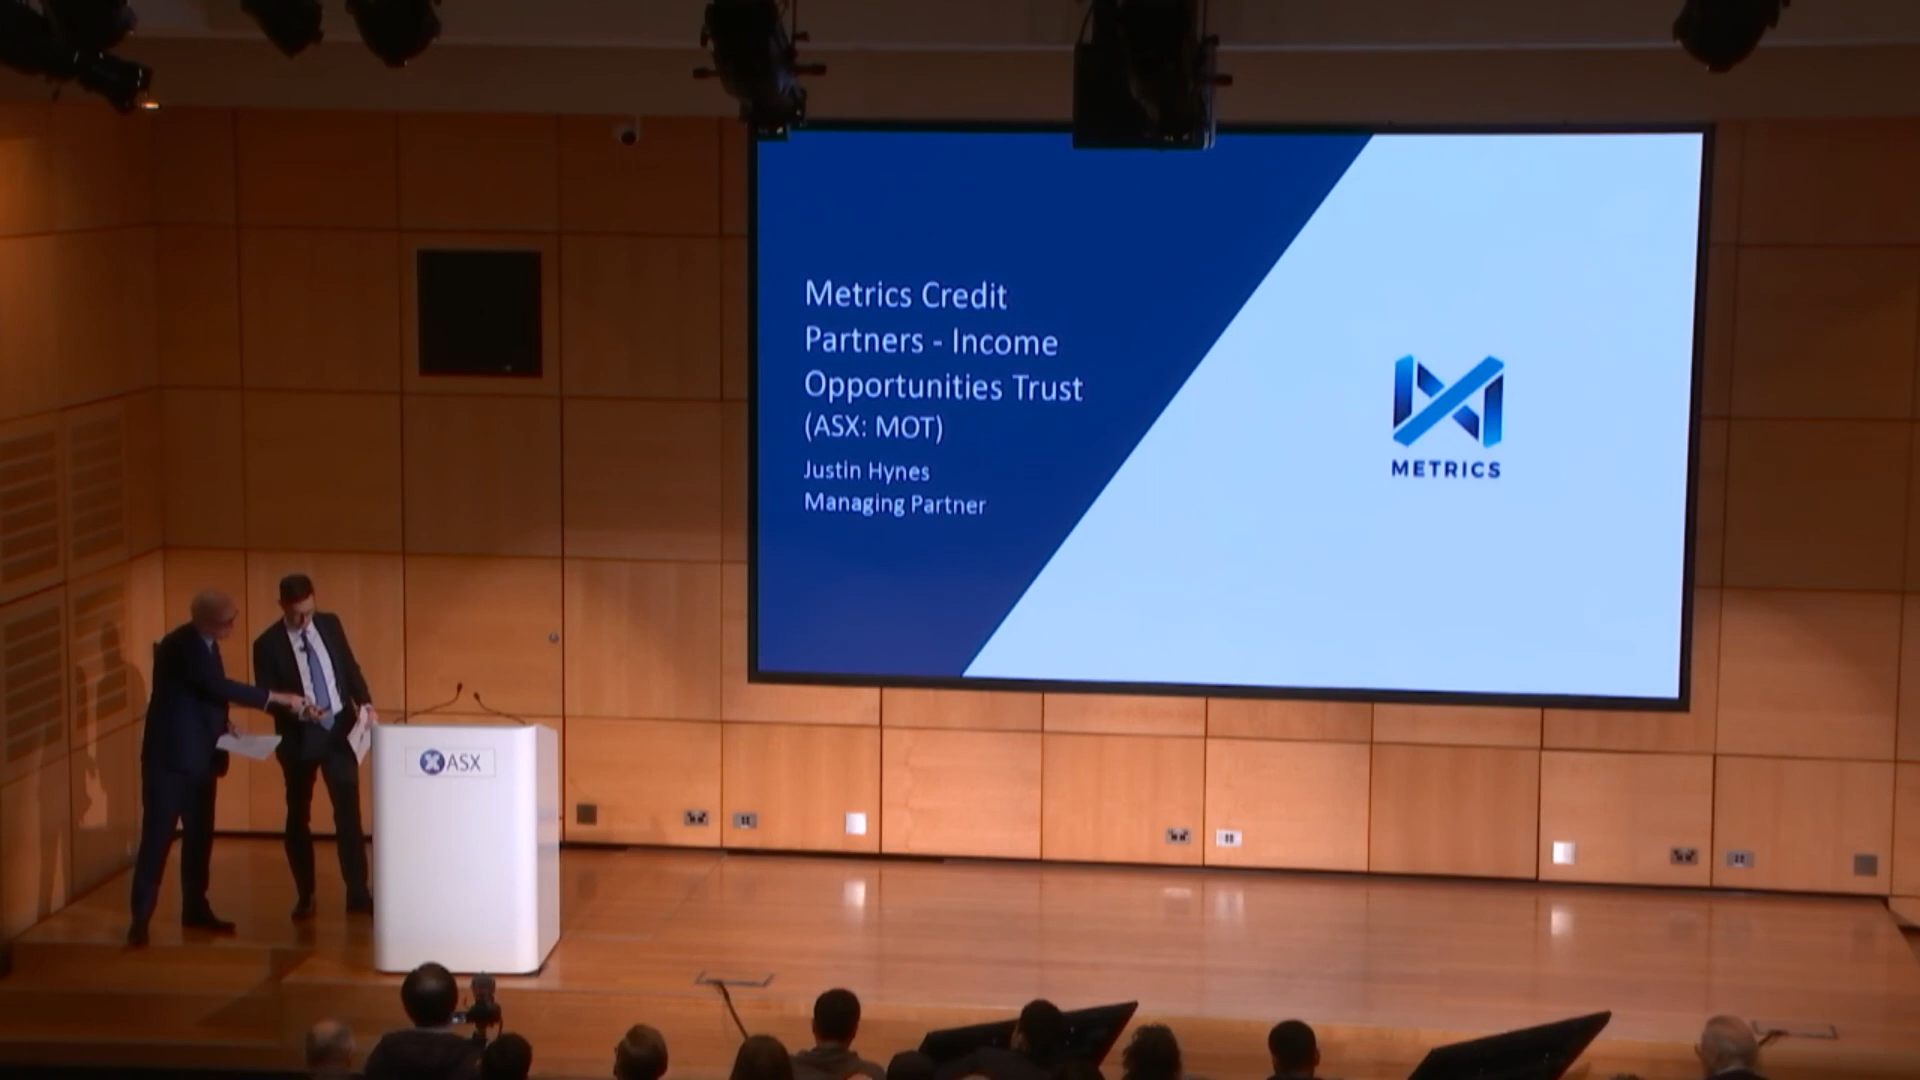 Metrics Credit
Partners - Income
Opportunities Trust
(ASX: MOT)
Justin Hynes
Managing Partner
METRICS
ASX